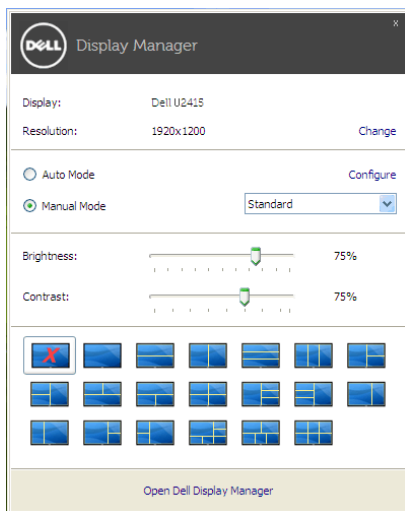 x
DELL Display Manager
Display: Dell U2415
Resolution: 1920x1200 Change
Auto Mode Configure
Manual Mode Standard
Brightness: 75%
Contrast: 75%
Open Dell Display Manager